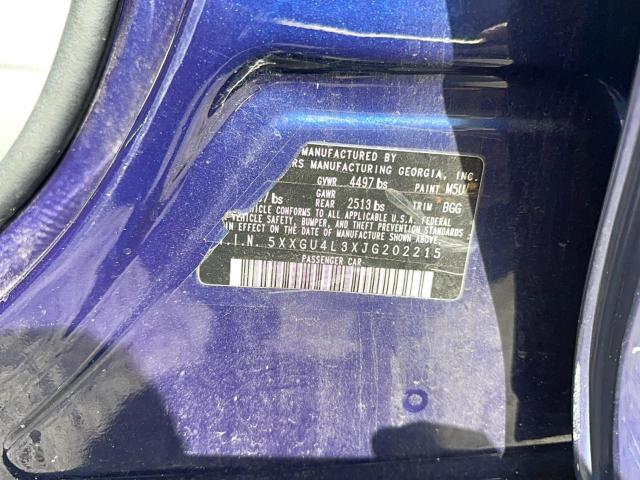 MANUFACTURED BY
RS MANUFACTURING GEORGIA, INC.
GVWR 4497 lbs PAINT M5U
lbs GAWR REAR 2513 lbs TRIM BGG
VEHICLE CONFORMS TO ALL APPLICABLE U.S.A. FEDERAL
VEHICLE SAFETY, BUMPER, AND THEFT PREVENTION STANDARDS
IN EFFECT ON THE DATE OF MANUFACTURE SHOWN ABOVE.
V.I.N. 5XXGU4L3XJG202215
PASSENGER CAR